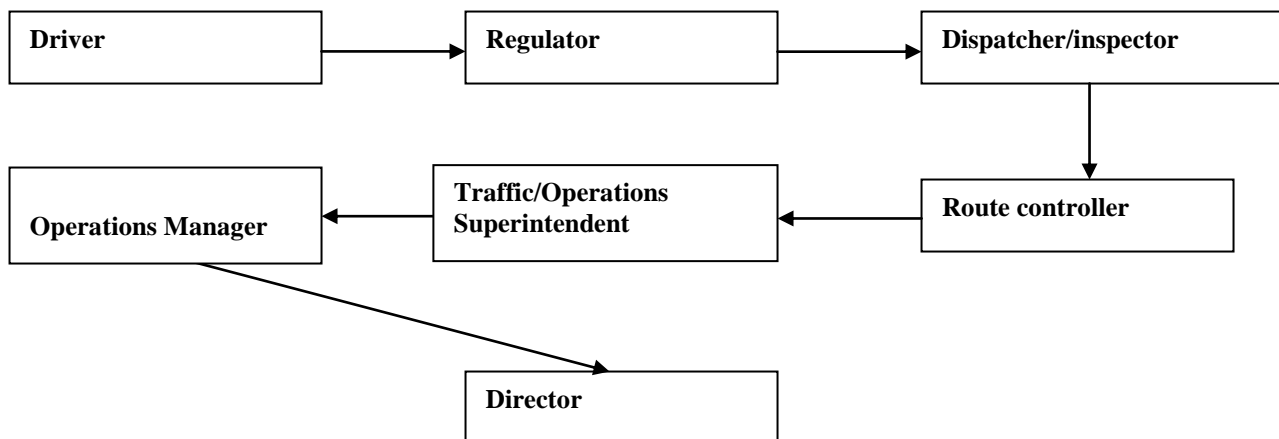 Driver
Regulator
Dispatcher/inspector
Operations Manager
Traffic/Operations
Superintendent
Route controller
Director